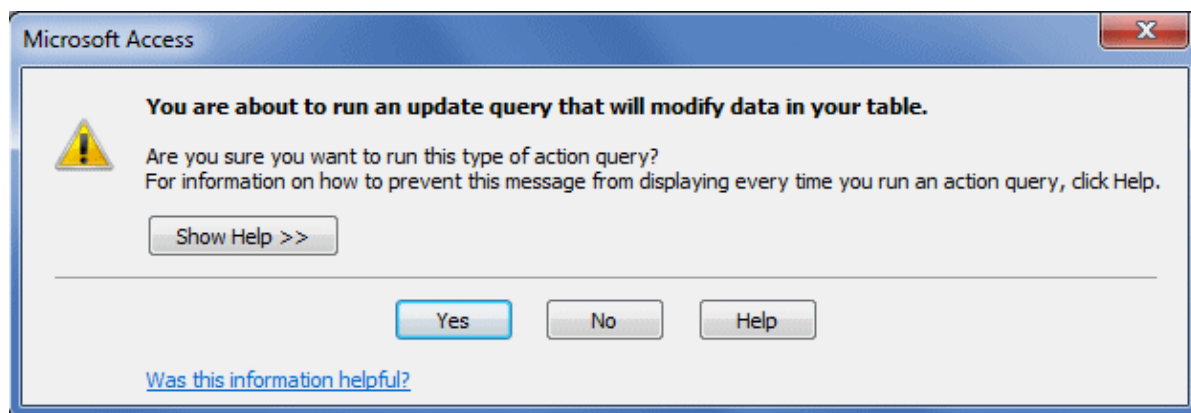 Microsoft Access
You are about to run an update query that will modify data in your table.
Are you sure you want to run this type of action query?
For information on how to prevent this message from displaying every time you run an action query, click Help.
Show Help >>
Yes No Help
Was this information helpful?